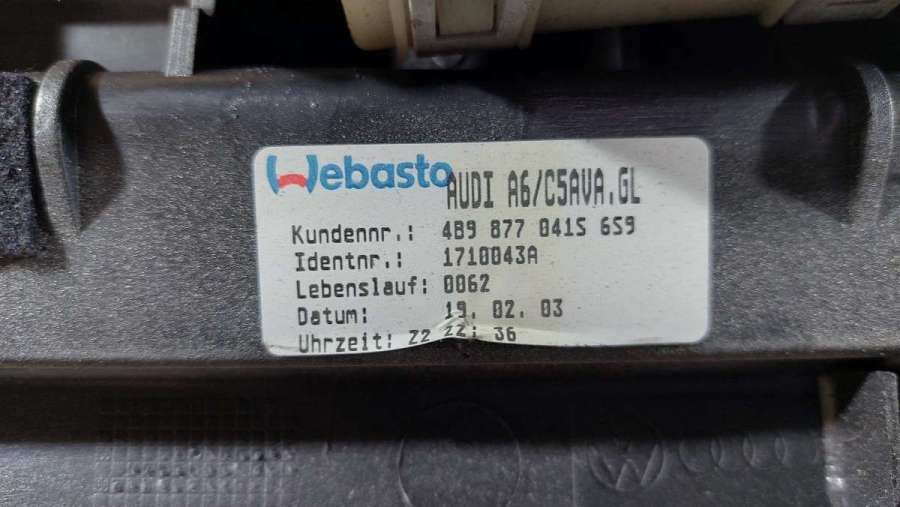 Webasto AUDI A6/C5AVA.GL
Kundennr.: 4B9 877 041S 6S9
Identnr.: 1710043A
Lebenslauf: 0062
Datum: 19. 02. 03
Uhrzeit: Z2 22: 36